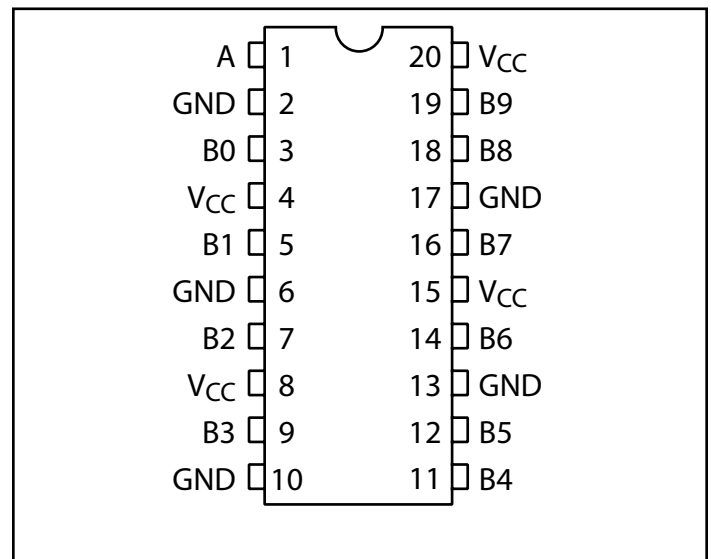 A 1 20 VCC
GND 2 19 B9
B0 3 18 B8
VCC 4 17 GND
B1 5 16 B7
GND 6 15 VCC
B2 7 14 B6
VCC 8 13 GND
B3 9 12 B5
GND 10 11 B4